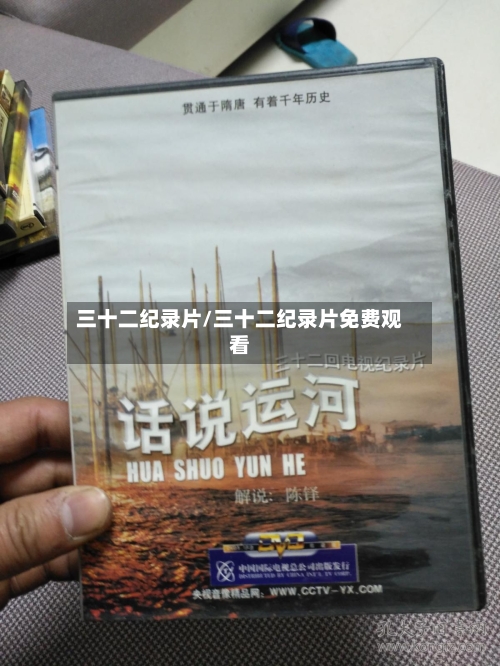 贯通于隋唐 有着千年历史
三十二纪录片/三十二纪录片免费观
看
三十二回电视纪录片
话说运河
HUA SHUO YUN HE
解说：陈铎
中国国际电视总公司出版发行
DISTRIBUTED BY CHINA INT'L TV CORP.
央视音像精品网：WWW.CCTV-YX.COM